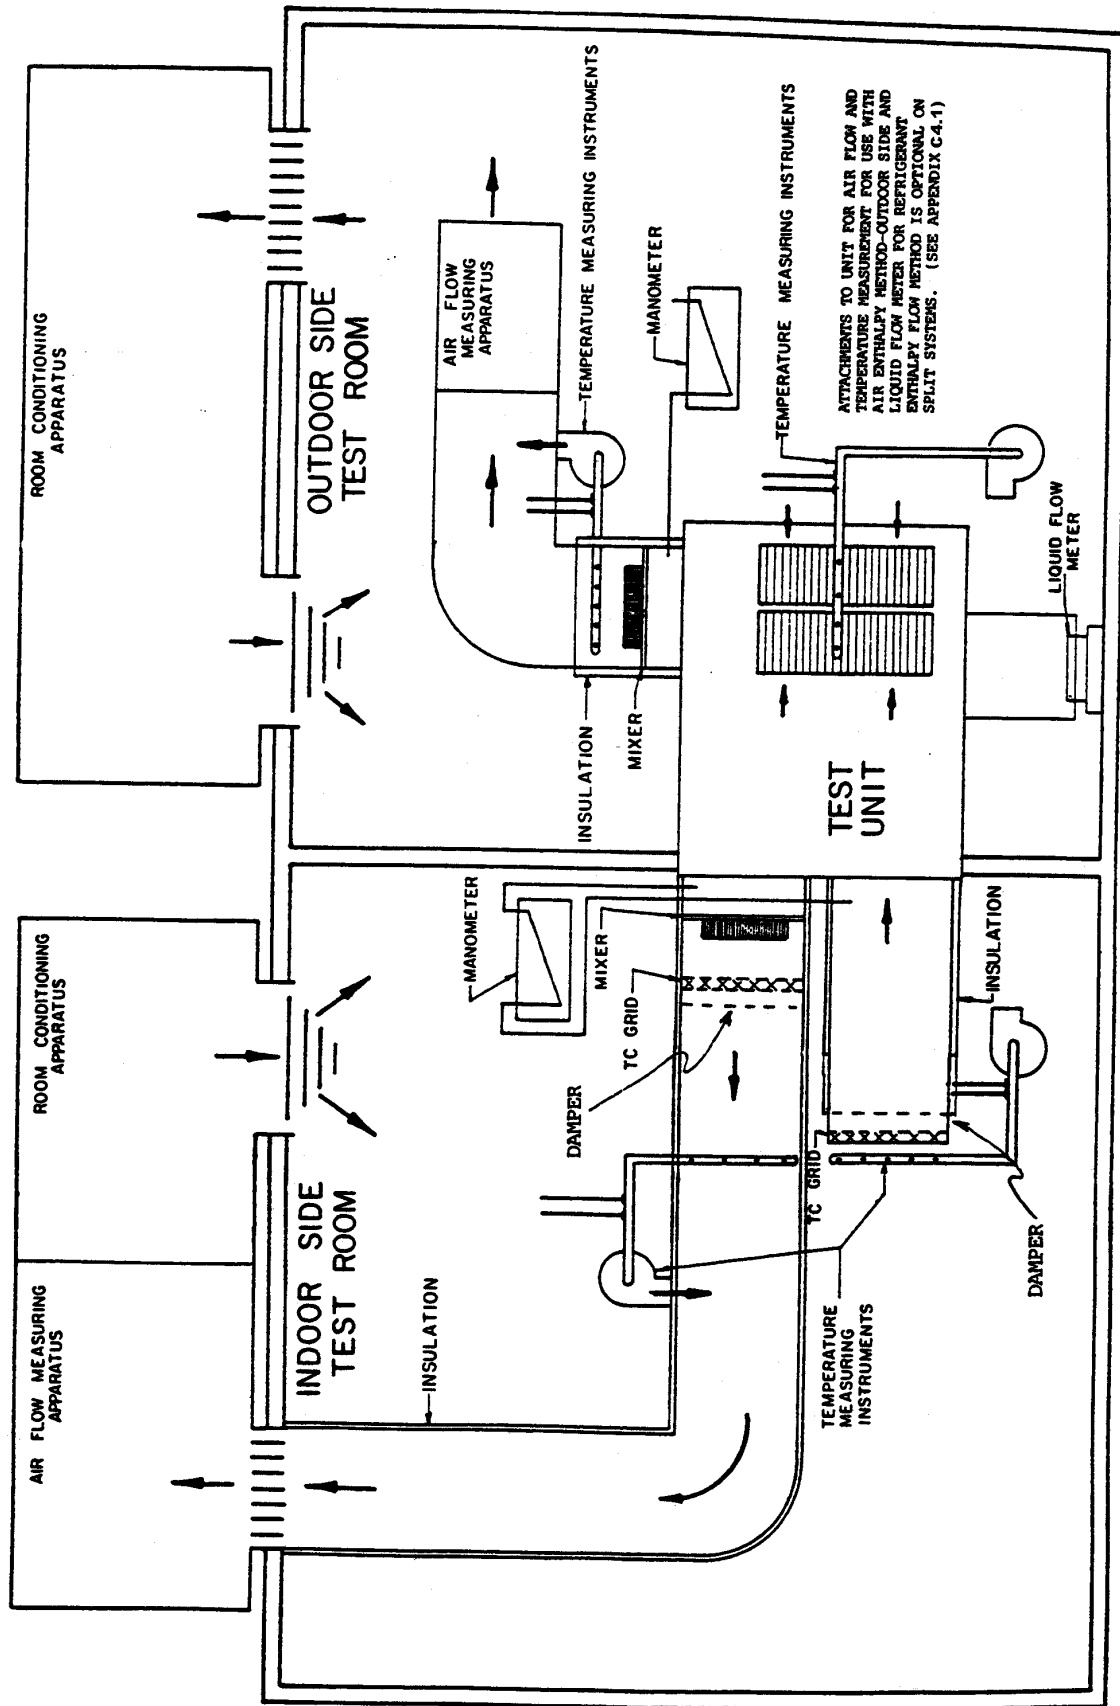 AIR FLOW MEASURING
APPARATUS
ROOM CONDITIONING
APPARATUS
ROOM CONDITIONING
APPARATUS
INDOOR SIDE
TEST ROOM
OUTDOOR SIDE
TEST ROOM
INSULATION
MANOMETER
MIXER
TC GRID
DAMPER
INSULATION
MIXER
AIR FLOW
MEASURING
APPARATUS
TEMPERATURE MEASURING INSTRUMENTS
MANOMETER
TEMPERATURE MEASURING INSTRUMENTS
ATTACHMENTS TO UNIT FOR AIR FLOW AND
TEMPERATURE MEASUREMENT FOR USE WITH
AIR ENTHALPY METHOD-OUTDOOR SIDE AND
LIQUID FLOW METER FOR REFRIGERANT
ENTHALPY FLOW METHOD IS OPTIONAL ON
SPLIT SYSTEMS. (SEE APPENDIX C4.1)
TEMPERATURE
MEASURING
INSTRUMENTS
TC GRID
DAMPER
INSULATION
TEST
UNIT
LIQUID FLOW
METER